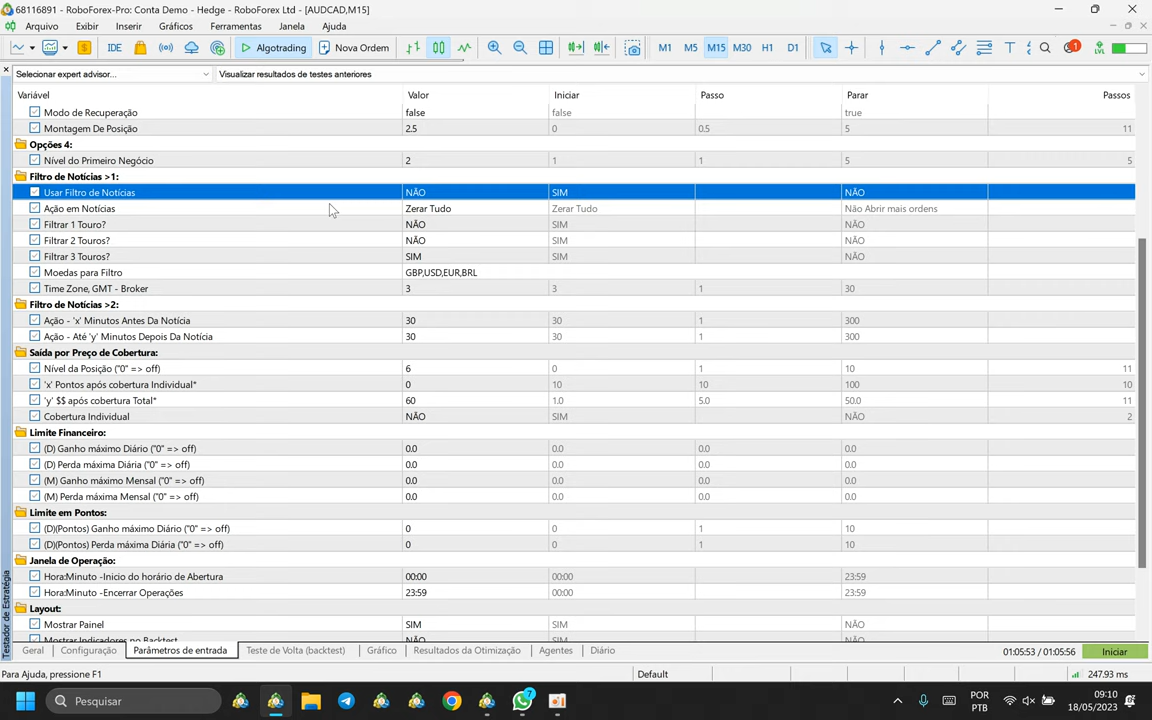 68116891 - RoboForex-Pro: Conta Demo - Hedge - RoboForex Ltd - [AUDCAD,M15]
Arquivo Exibir Inserir Gráficos Ferramentas Janela Ajuda
IDE Algotrading Nova Ordem M1 M5 M15 M30 H1 H4 D1 T 1 LVL
Selecionar expert advisor... Visualizar resultados de testes anteriores
Variável Valor Iniciar Passo Parar Passos
Modo de Recuperação false false true
Montagem De Posição 2.5 0 0.5 5 11
Opções 4:
Nível do Primeiro Negócio 2 1 1 5 5
Filtro de Notícias >1:
Usar Filtro de Notícias NÃO SIM NÃO
Ação em Notícias Zerar Tudo Zerar Tudo Não Abrir mais ordens
Filtrar 1 Touro? NÃO SIM NÃO
Filtrar 2 Touros? NÃO SIM NÃO
Filtrar 3 Touros? SIM SIM NÃO
Moedas para Filtro GBP,USD,EUR,BRL
Time Zone, GMT - Broker 3 3 1 30
Filtro de Notícias >2:
Ação - 'x' Minutos Antes Da Notícia 30 30 1 300
Ação - Até 'y' Minutos Depois Da Notícia 30 30 1 300
Saída por Preço de Cobertura:
Nível da Posição ("0" => off) 6 0 1 10 11
'x' Pontos após cobertura Individual* 0 10 10 100 10
'y' $$ após cobertura Total* 60 1.0 5.0 50.0 11
Cobertura Individual NÃO SIM NÃO 2
Limite Financeiro:
(D) Ganho máximo Diário ("0" => off) 0.0 0.0 0.0 0.0
(D) Perda máxima Diária ("0" => off) 0.0 0.0 0.0 0.0
(M) Ganho máximo Mensal ("0" => off) 0.0 0.0 0.0 0.0
(M) Perda máxima Mensal ("0" => off) 0.0 0.0 0.0 0.0
Limite em Pontos:
(D)(Pontos) Ganho máximo Diário ("0" => off) 0 0 1 10
(D)(Pontos) Perda máxima Diária ("0" => off) 0 0 1 10
Janela de Operação:
Hora:Minuto -Inicio do horário de Abertura 00:00 00:00 23:59
Hora:Minuto -Encerrar Operações 23:59 00:00 23:59
Layout:
Mostrar Painel SIM SIM NÃO
Mostrar Indicadores no Backtest NÃO SIM NÃO
Testador de Estratégia
Geral Configuração Parâmetros de entrada Teste de Volta (backtest) Gráfico Resultados da Otimização Agentes Diário 01:05:53 / 01:05:56 Iniciar
Para Ajuda, pressione F1 Default 247.93 ms
Pesquisar 7 POR 09:10
PTB 18/05/2023